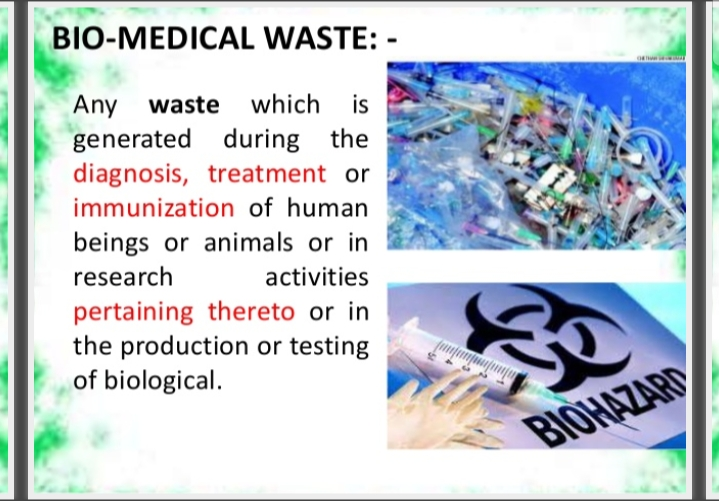 BIO-MEDICAL WASTE: -
Any waste which is
generated during the
diagnosis, treatment or
immunization of human
beings or animals or in
research activities
pertaining thereto or in
the production or testing
of biological.
BIOHAZARD